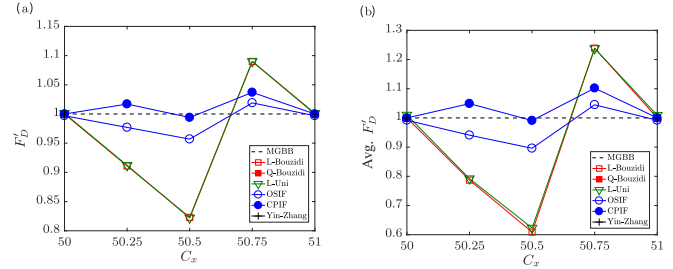 (a)
1.15
1.1
1.05
1
0.95
0.9
0.85
0.8
F′_D
50
50.25
50.5
50.75
51
C_x
MGBB
L-Bouzidi
Q-Bouzidi
L-Uni
OSIF
CPIF
Yin-Zhang
(b)
1.3
1.2
1.1
1
0.9
0.8
0.7
0.6
Avg. F′_D
50
50.25
50.5
50.75
51
C_x
MGBB
L-Bouzidi
Q-Bouzidi
L-Uni
OSIF
CPIF
Yin-Zhang